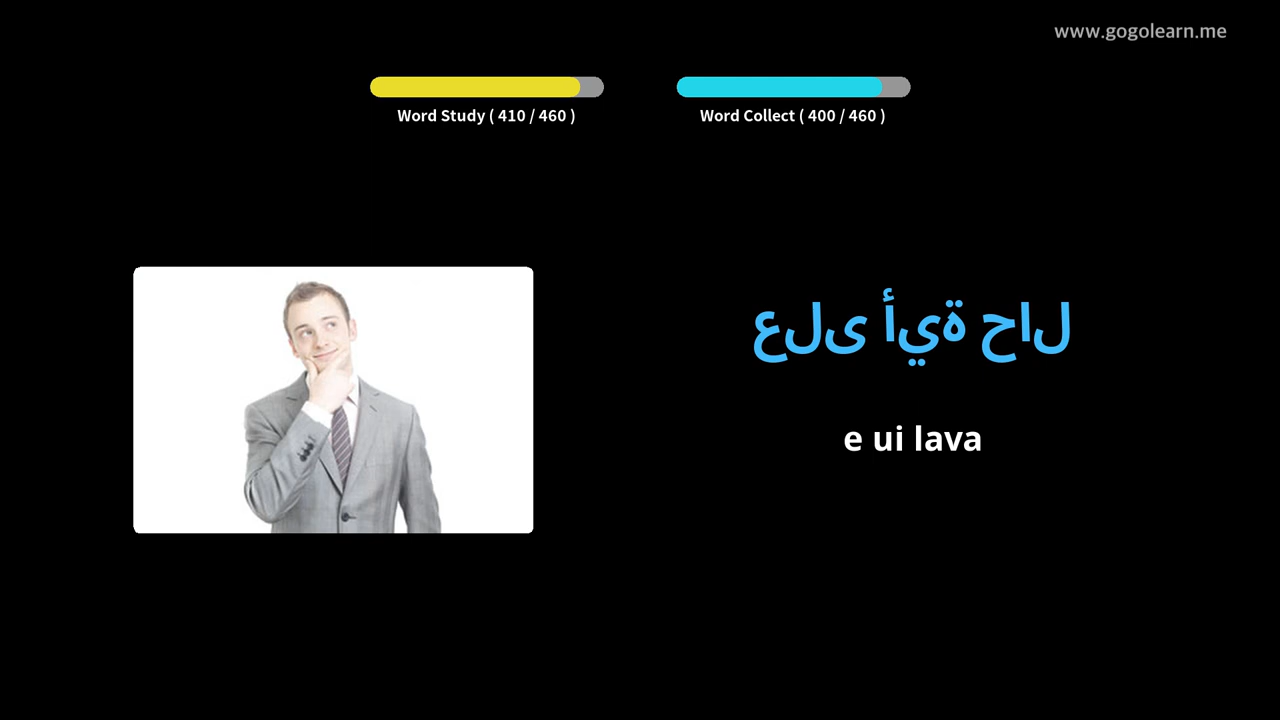 www.gogolearn.me
Word Study ( 410 / 460 )
Word Collect ( 400 / 460 )
على أية حال
e ui lava